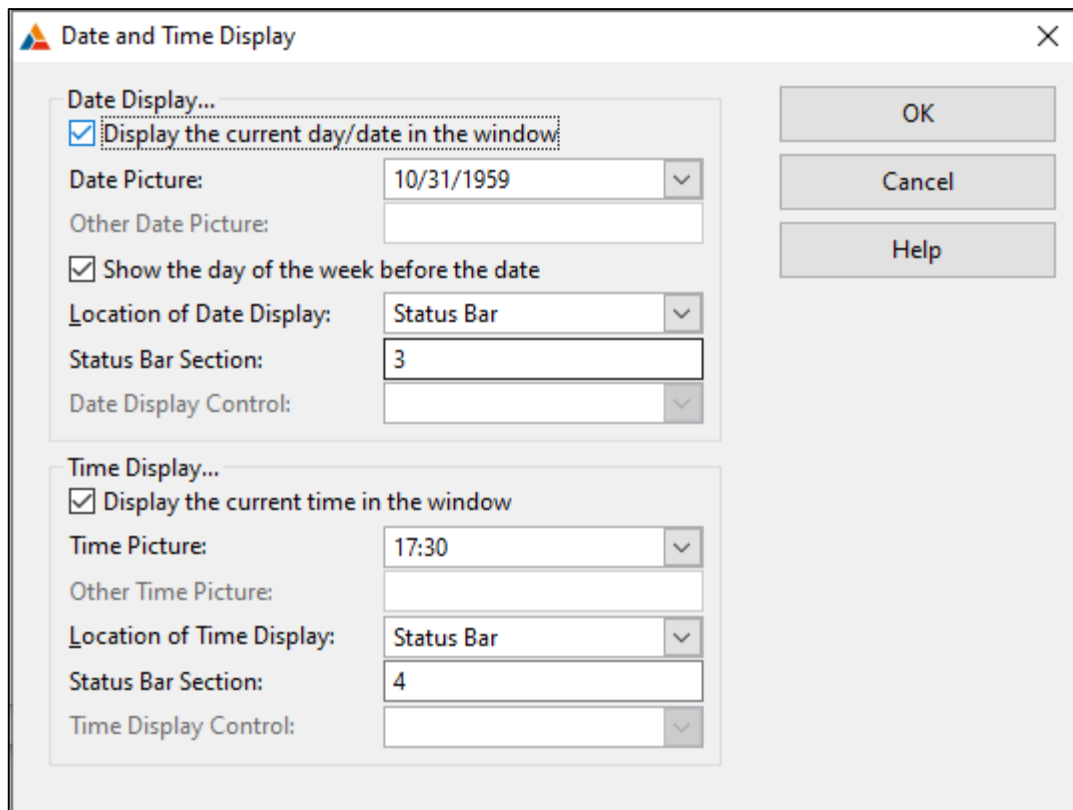 Date and Time Display
Date Display...
Display the current day/date in the window
Date Picture: 10/31/1959
Other Date Picture:
Show the day of the week before the date
Location of Date Display: Status Bar
Status Bar Section: 3
Date Display Control:
Time Display...
Display the current time in the window
Time Picture: 17:30
Other Time Picture:
Location of Time Display: Status Bar
Status Bar Section: 4
Time Display Control:
OK
Cancel
Help